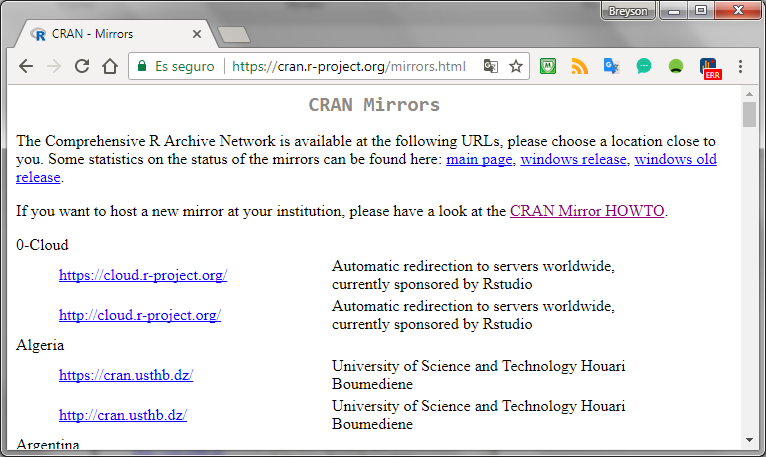 Breyson
CRAN - Mirrors
Es seguro https://cran.r-project.org/mirrors.html
ERR
CRAN Mirrors
The Comprehensive R Archive Network is available at the following URLs, please choose a location close to
you. Some statistics on the status of the mirrors can be found here: main page, windows release, windows old
release.
If you want to host a new mirror at your institution, please have a look at the CRAN Mirror HOWTO.
0-Cloud
https://cloud.r-project.org/ Automatic redirection to servers worldwide,
currently sponsored by Rstudio
http://cloud.r-project.org/ Automatic redirection to servers worldwide,
currently sponsored by Rstudio
Algeria
https://cran.usthb.dz/ University of Science and Technology Houari
Boumediene
http://cran.usthb.dz/ University of Science and Technology Houari
Boumediene
Argentina